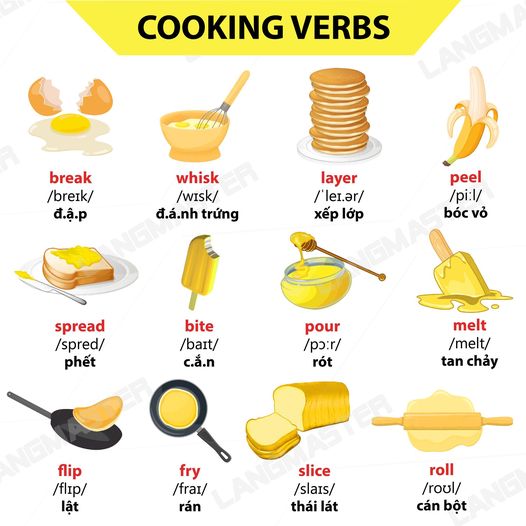 COOKING VERBS
break
/breɪk/
đ.ậ.p
whisk
/wɪsk/
đ.á.nh trứng
layer
/ˈleɪ.ər/
xếp lớp
peel
/piːl/
bóc vỏ
spread
/spred/
phết
bite
/baɪt/
c.ắ.n
pour
/pɔːr/
rót
melt
/melt/
tan chảy
flip
/flɪp/
lật
fry
/fraɪ/
rán
slice
/slaɪs/
thái lát
roll
/roʊl/
cán bột
LANGMASTER